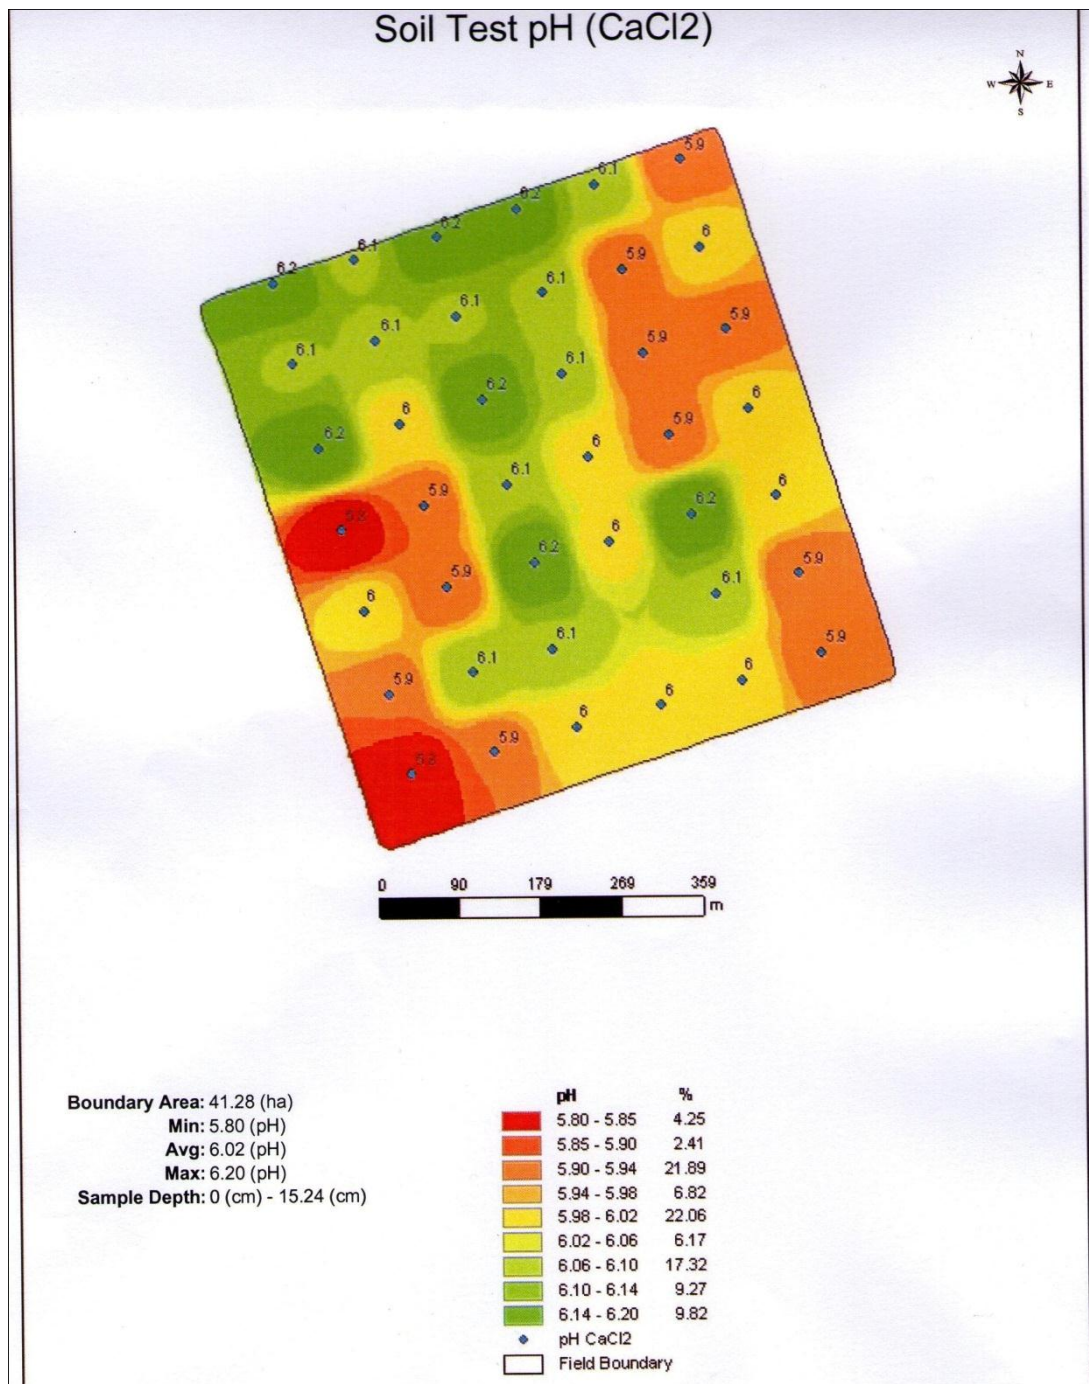 Soil Test pH (CaCl2)
N
W E
S
5.9
6.1
6.2
6.2
6
6.1
5.9
6.2
6.1
6.1
5.9
6.1
5.9
6.1
6.1
6.2
6
6
5.9
6.2
6
6.1
6
5.9
6.2
5.8
6
6.2
5.9
5.9
6.1
6
6.1
5.9
6.1
6
5.9
6
6
5.9
5.8
0 90 179 269 359
m
Boundary Area: 41.28 (ha)
Min: 5.80 (pH)
Avg: 6.02 (pH)
Max: 6.20 (pH)
Sample Depth: 0 (cm) - 15.24 (cm)
pH %
5.80 - 5.85 4.25
5.85 - 5.90 2.41
5.90 - 5.94 21.89
5.94 - 5.98 6.82
5.98 - 6.02 22.06
6.02 - 6.06 6.17
6.06 - 6.10 17.32
6.10 - 6.14 9.27
6.14 - 6.20 9.82
pH CaCl2
Field Boundary